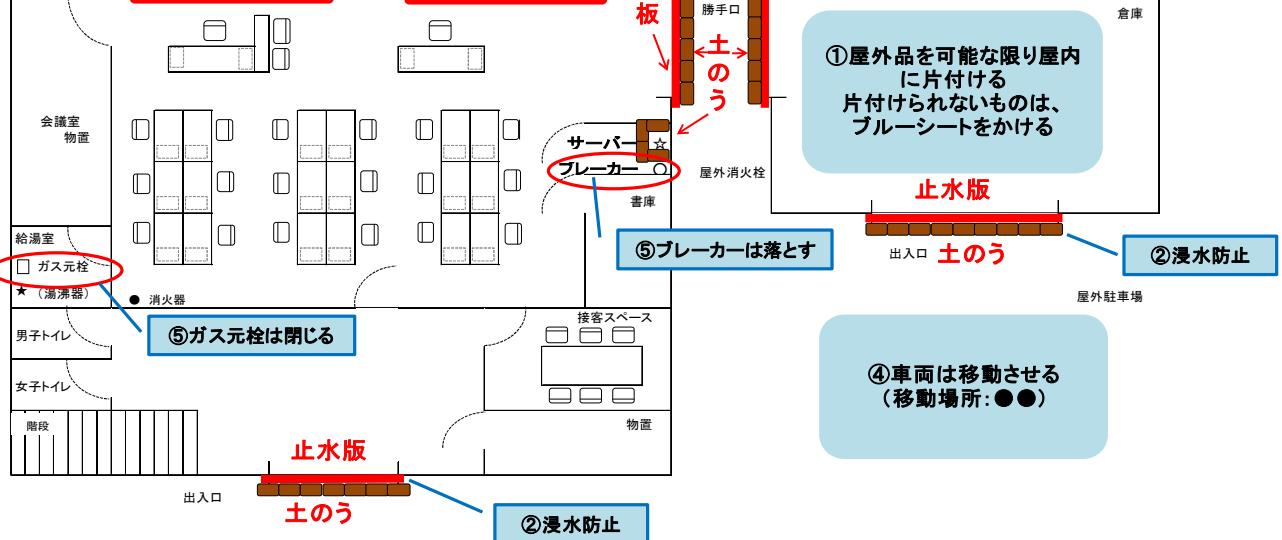 板
勝手口
土
の
う
倉庫
①屋外品を可能な限り屋内
に片付ける
片付けられないものは、
ブルーシートをかける
会議室
物置
サーバー
☆
ブレーカー
○
屋外消火栓
書庫
止水版
給湯室
□ ガス元栓
★ (湯沸器)
● 消火器
⑤ブレーカーは落とす
出入口
土のう
②浸水防止
屋外駐車場
⑤ガス元栓は閉じる
男子トイレ
接客スペース
女子トイレ
④車両は移動させる
(移動場所:●●)
階段
物置
止水版
出入口
土のう
②浸水防止